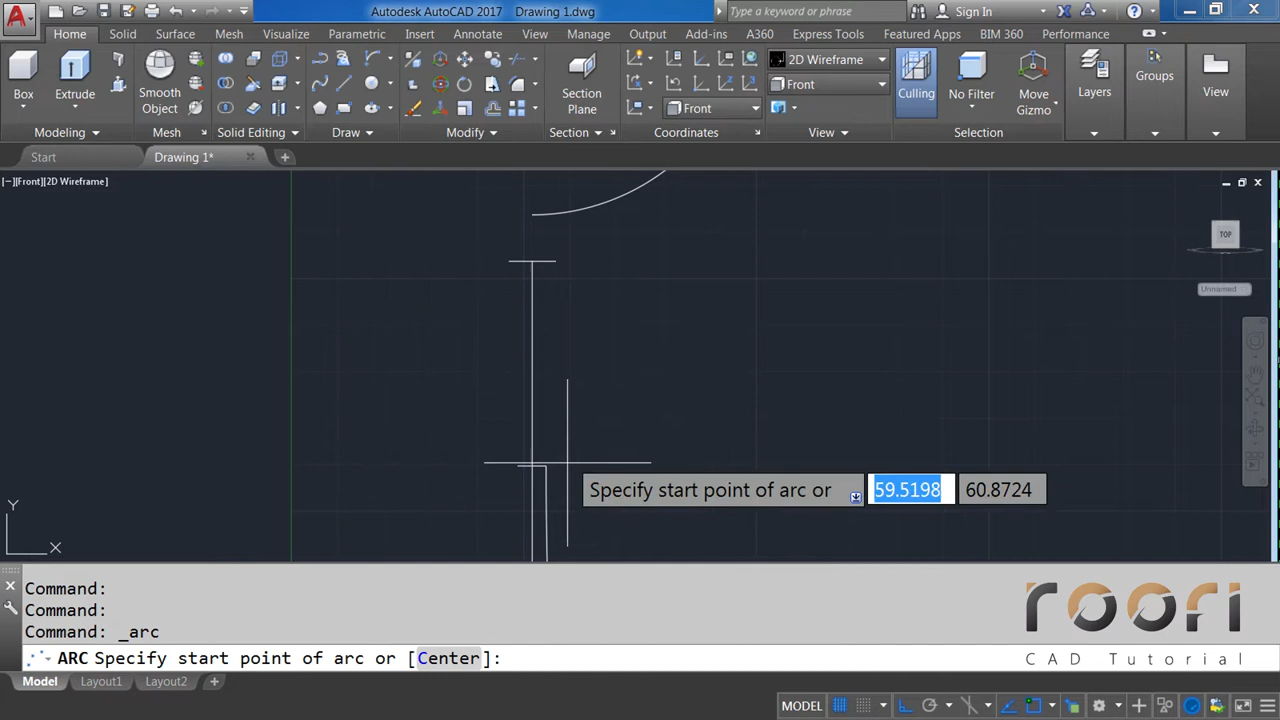 Autodesk AutoCAD 2017 Drawing 1.dwg
Type a keyword or phrase
Sign In
Home Solid Surface Mesh Visualize Parametric Insert Annotate View Manage Output Add-ins A360 Express Tools Featured Apps BIM 360 Performance
Box
Extrude
Smooth
Object
Section
Plane
2D Wireframe
Front
Front
Culling
No Filter
Move
Gizmo
Layers
Groups
View
Modeling
Mesh
Solid Editing
Draw
Modify
Section
Coordinates
View
Selection
Start
Drawing 1*
[−][Front][2D Wireframe]
TOP
Unnamed
Specify start point of arc or 59.5198 60.8724
Y
X
Command:
Command:
Command: _arc
ARC Specify start point of arc or [Center]:
roofi
CAD Tutorial
Model Layout1 Layout2
MODEL